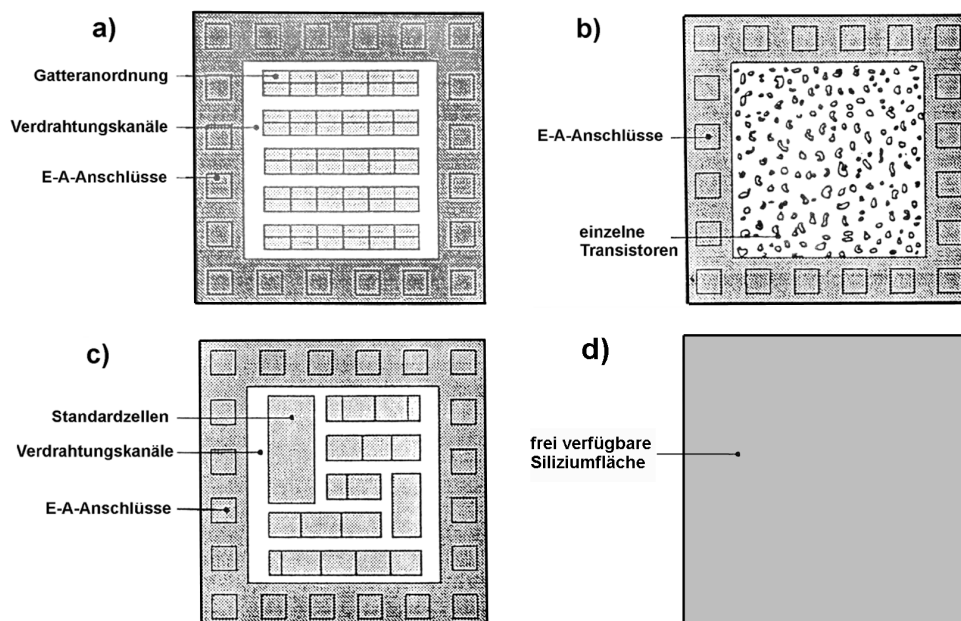 a)
Gatteranordnung
Verdrahtungskanäle
E-A-Anschlüsse
b)
E-A-Anschlüsse
einzelne
Transistoren
c)
Standardzellen
Verdrahtungskanäle
E-A-Anschlüsse
d)
frei verfügbare
Siliziumfläche